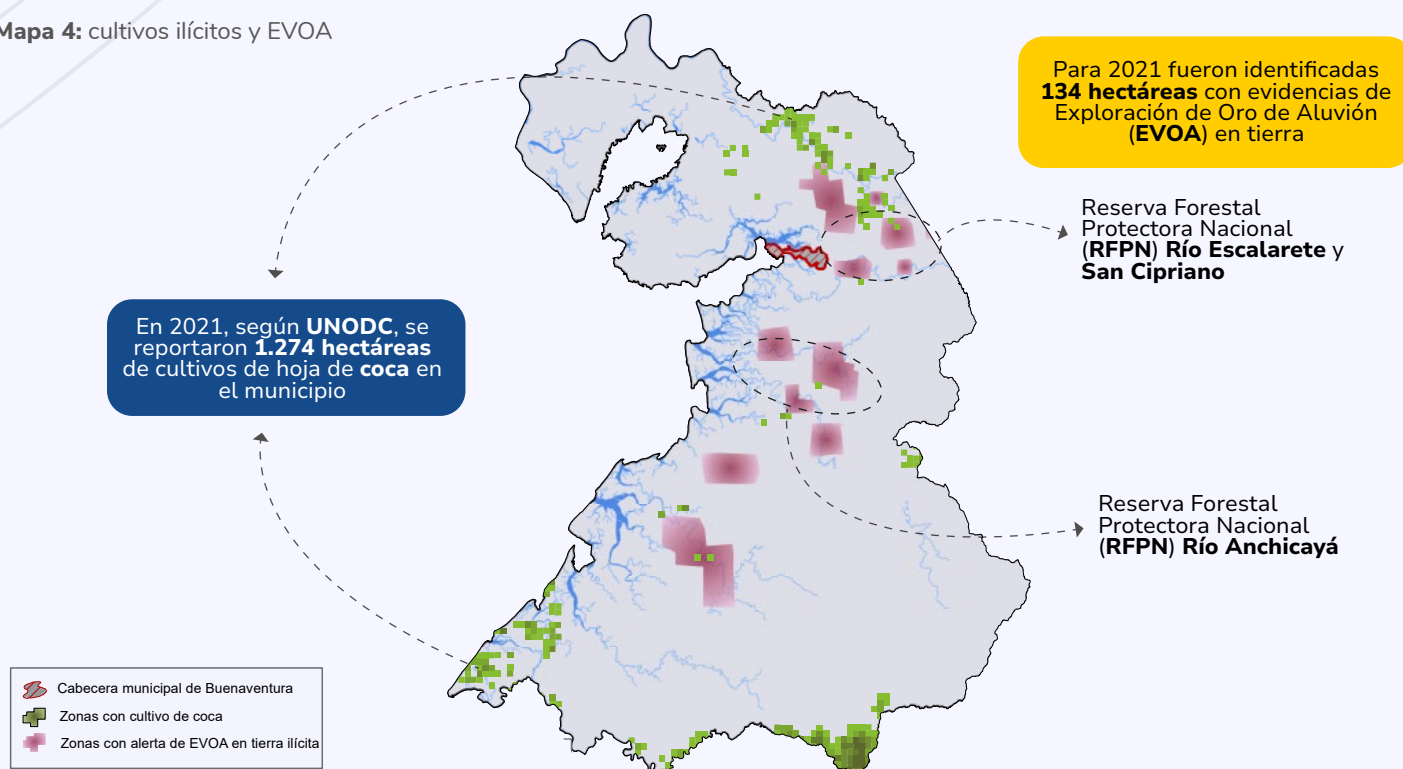 Mapa 4: cultivos ilícitos y EVOA
Para 2021 fueron identificadas
134 hectáreas con evidencias de
Exploración de Oro de Aluvión
(EVOA) en tierra
Reserva Forestal
Protectora Nacional
(RFPN) Río Escalarete y
San Cipriano
En 2021, según UNODC, se
reportaron 1.274 hectáreas
de cultivos de hoja de coca en
el municipio
Reserva Forestal
Protectora Nacional
(RFPN) Río Anchicayá
Cabecera municipal de Buenaventura
Zonas con cultivo de coca
Zonas con alerta de EVOA en tierra ilícita